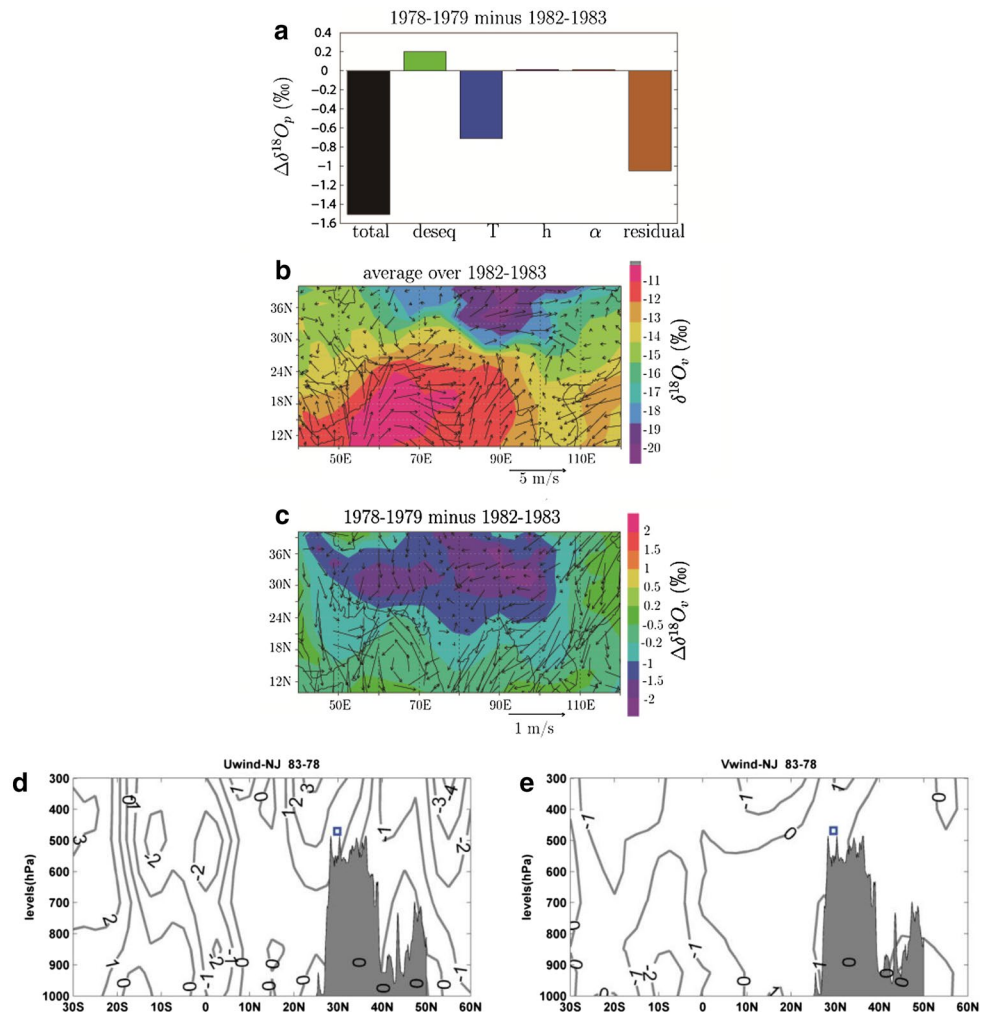 a
1978-1979 minus 1982-1983
0.4
0.2
0
-0.2
-0.4
-0.6
-0.8
-1
-1.2
-1.4
-1.6
Δδ¹⁸Oₚ (‰)
total deseq T h α residual
b
average over 1982-1983
36N
30N
24N
18N
12N
50E 70E 90E 110E
5 m/s
-11
-12
-13
-14
-15
-16
-17
-18
-19
-20
δ¹⁸Oᵥ (‰)
c
1978-1979 minus 1982-1983
36N
30N
24N
18N
12N
50E 70E 90E 110E
1 m/s
2
1.5
1
0.5
0.2
-0.5
-0.2
-1
-1.5
-2
Δδ¹⁸Oᵥ (‰)
d
Uwind-NJ 83-78
levels(hPa)
300
400
500
600
700
800
900
1000
30S 20S 10S 0 10N 20N 30N 40N 50N 60N
e
Vwind-NJ 83-78
levels(hPa)
300
400
500
600
700
800
900
1000
30S 20S 10S 0 10N 20N 30N 40N 50N 60N